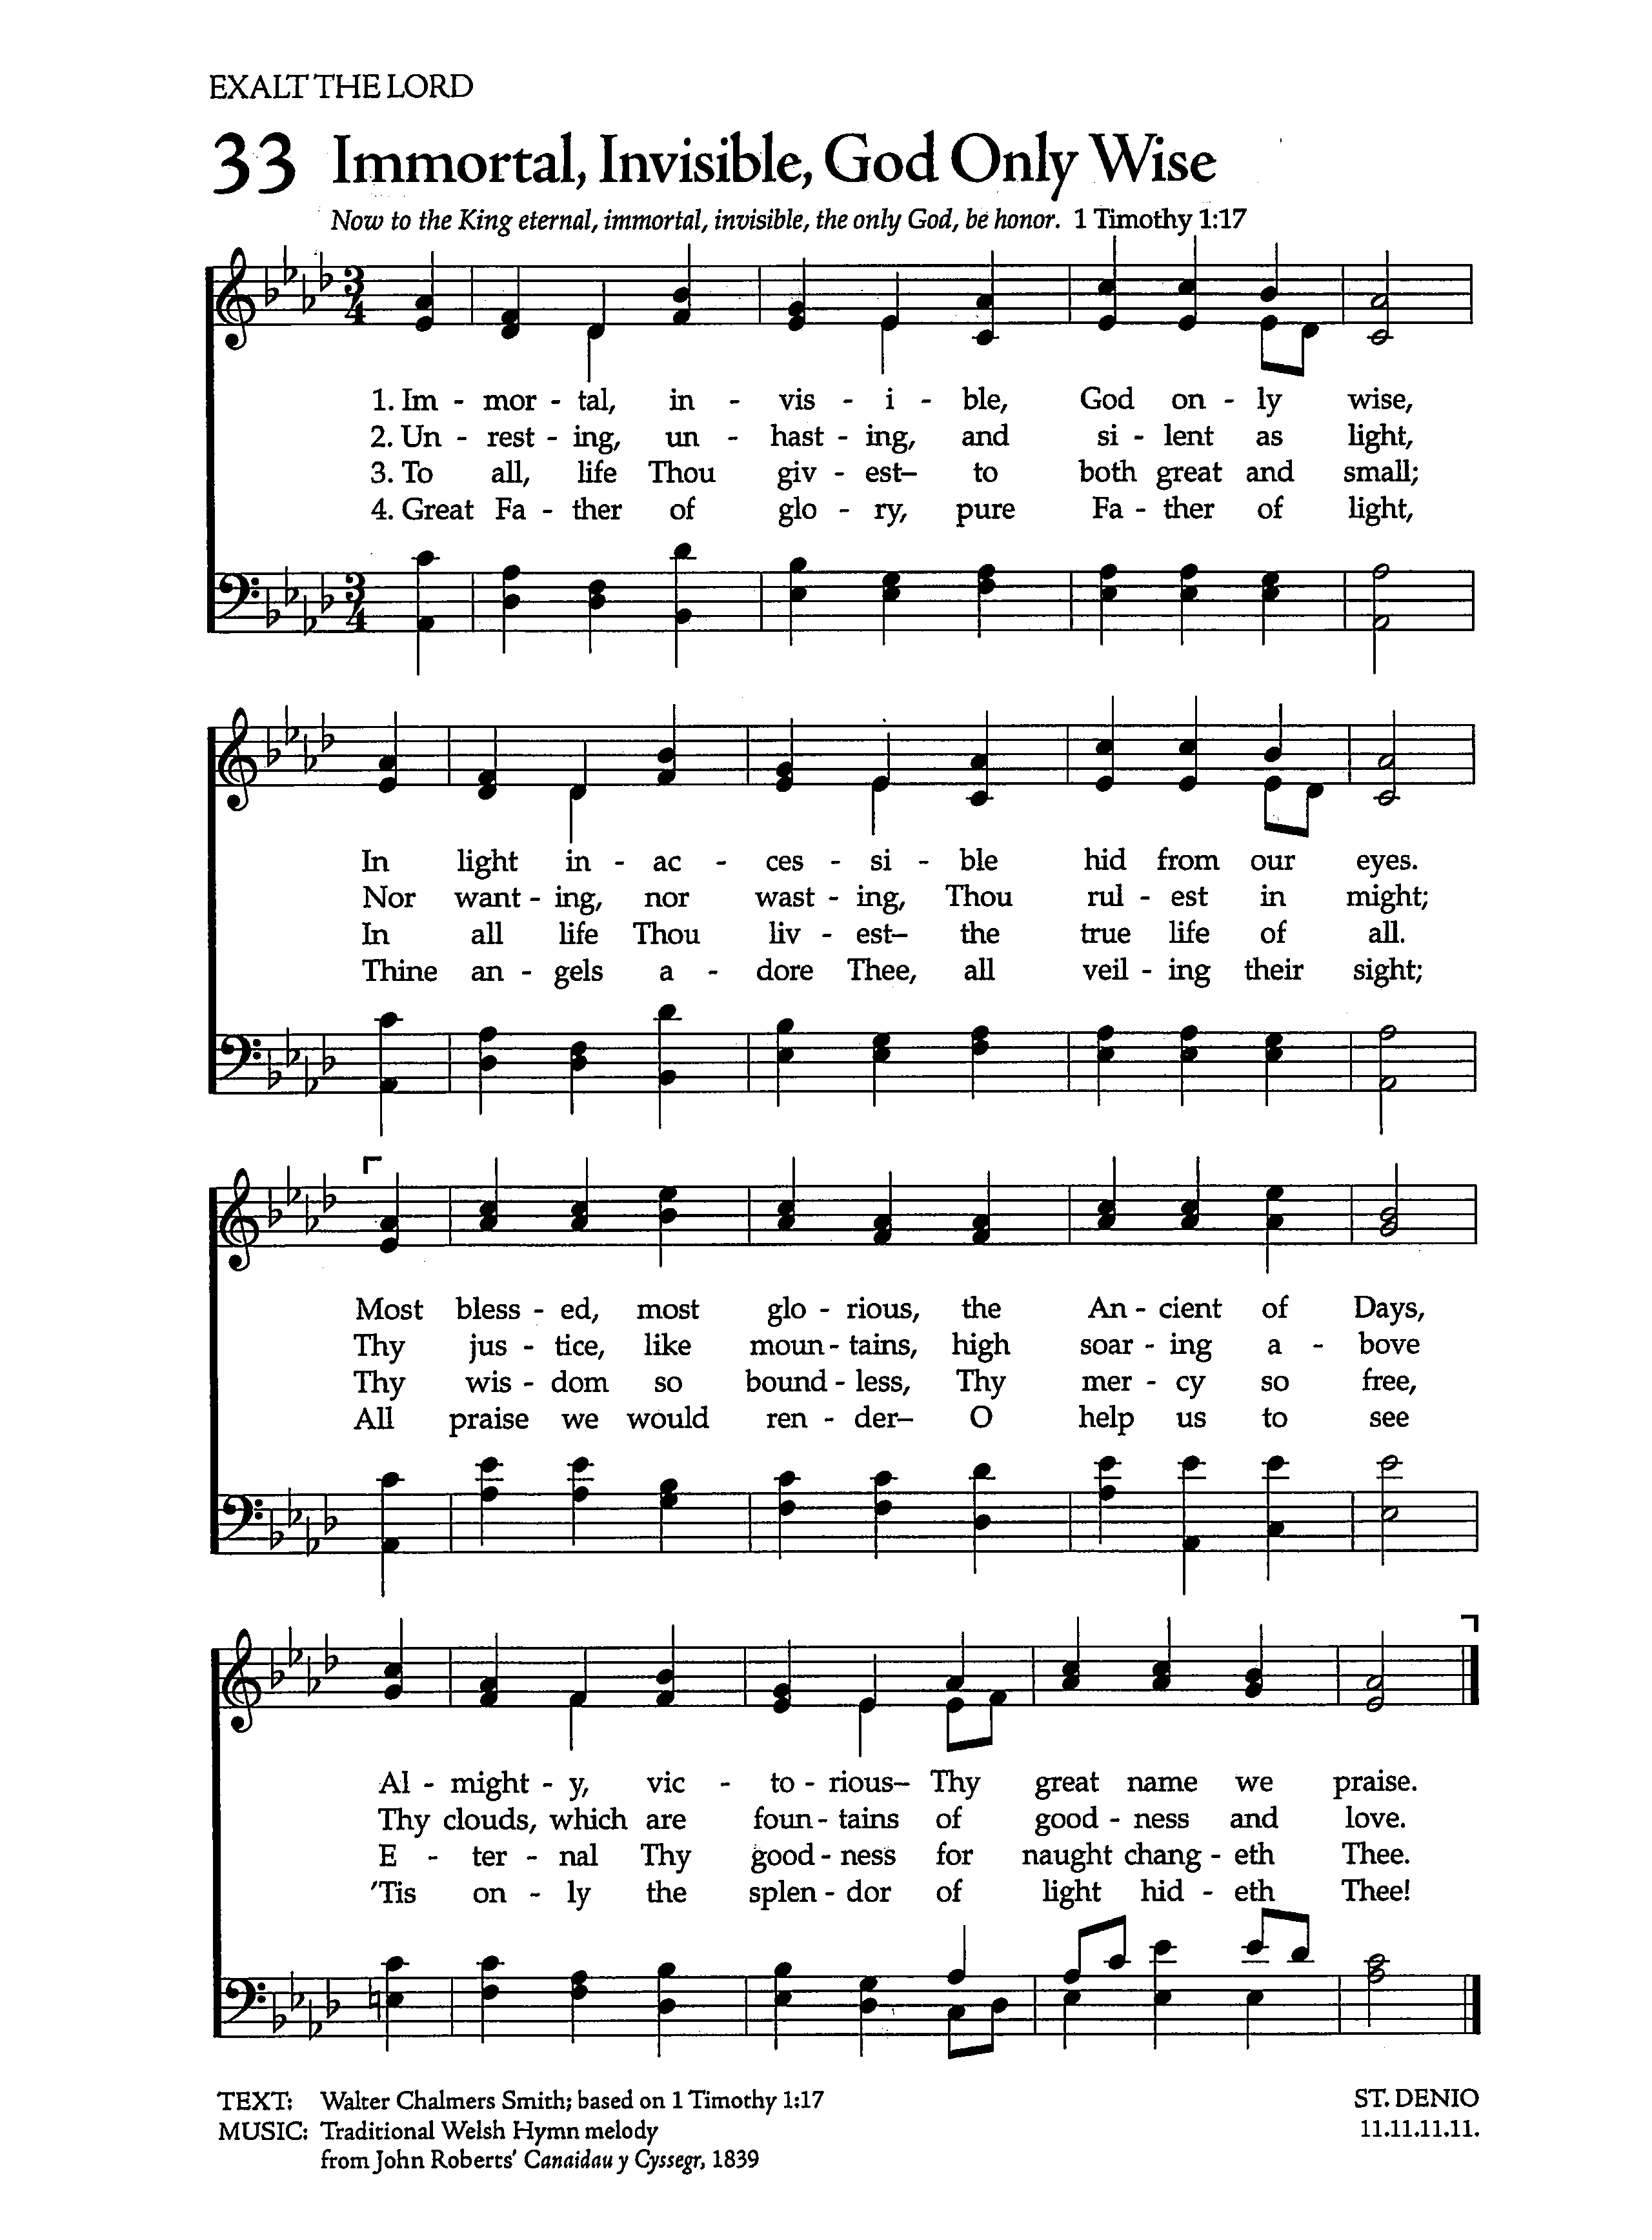 EXALT THE LORD
33 Immortal, Invisible, God Only Wise
Now to the King eternal, immortal, invisible, the only God, be honor. 1 Timothy 1:17
3
4
1. Im - mor - tal, in - vis - i - ble, God on - ly wise,
2. Un - rest - ing, un - hast - ing, and si - lent as light,
3. To all, life Thou giv - est– to both great and small;
4. Great Fa - ther of glo - ry, pure Fa - ther of light,
3
4
In light in - ac - ces - si - ble hid from our eyes.
Nor want - ing, nor wast - ing, Thou rul - est in might;
In all life Thou liv - est– the true life of all.
Thine an - gels a - dore Thee, all veil - ing their sight;
Most bless - ed, most glo - rious, the An - cient of Days,
Thy jus - tice, like moun - tains, high soar - ing a - bove
Thy wis - dom so bound - less, Thy mer - cy so free,
All praise we would ren - der– O help us to see
Al - might - y, vic - to - rious– Thy great name we praise.
Thy clouds, which are foun - tains of good - ness and love.
E - ter - nal Thy good - ness for naught chang - eth Thee.
'Tis on - ly the splen - dor of light hid - eth Thee!
TEXT: Walter Chalmers Smith; based on 1 Timothy 1:17 ST. DENIO
MUSIC: Traditional Welsh Hymn melody 11.11.11.11.
from John Roberts' Canaidau y Cyssegr, 1839